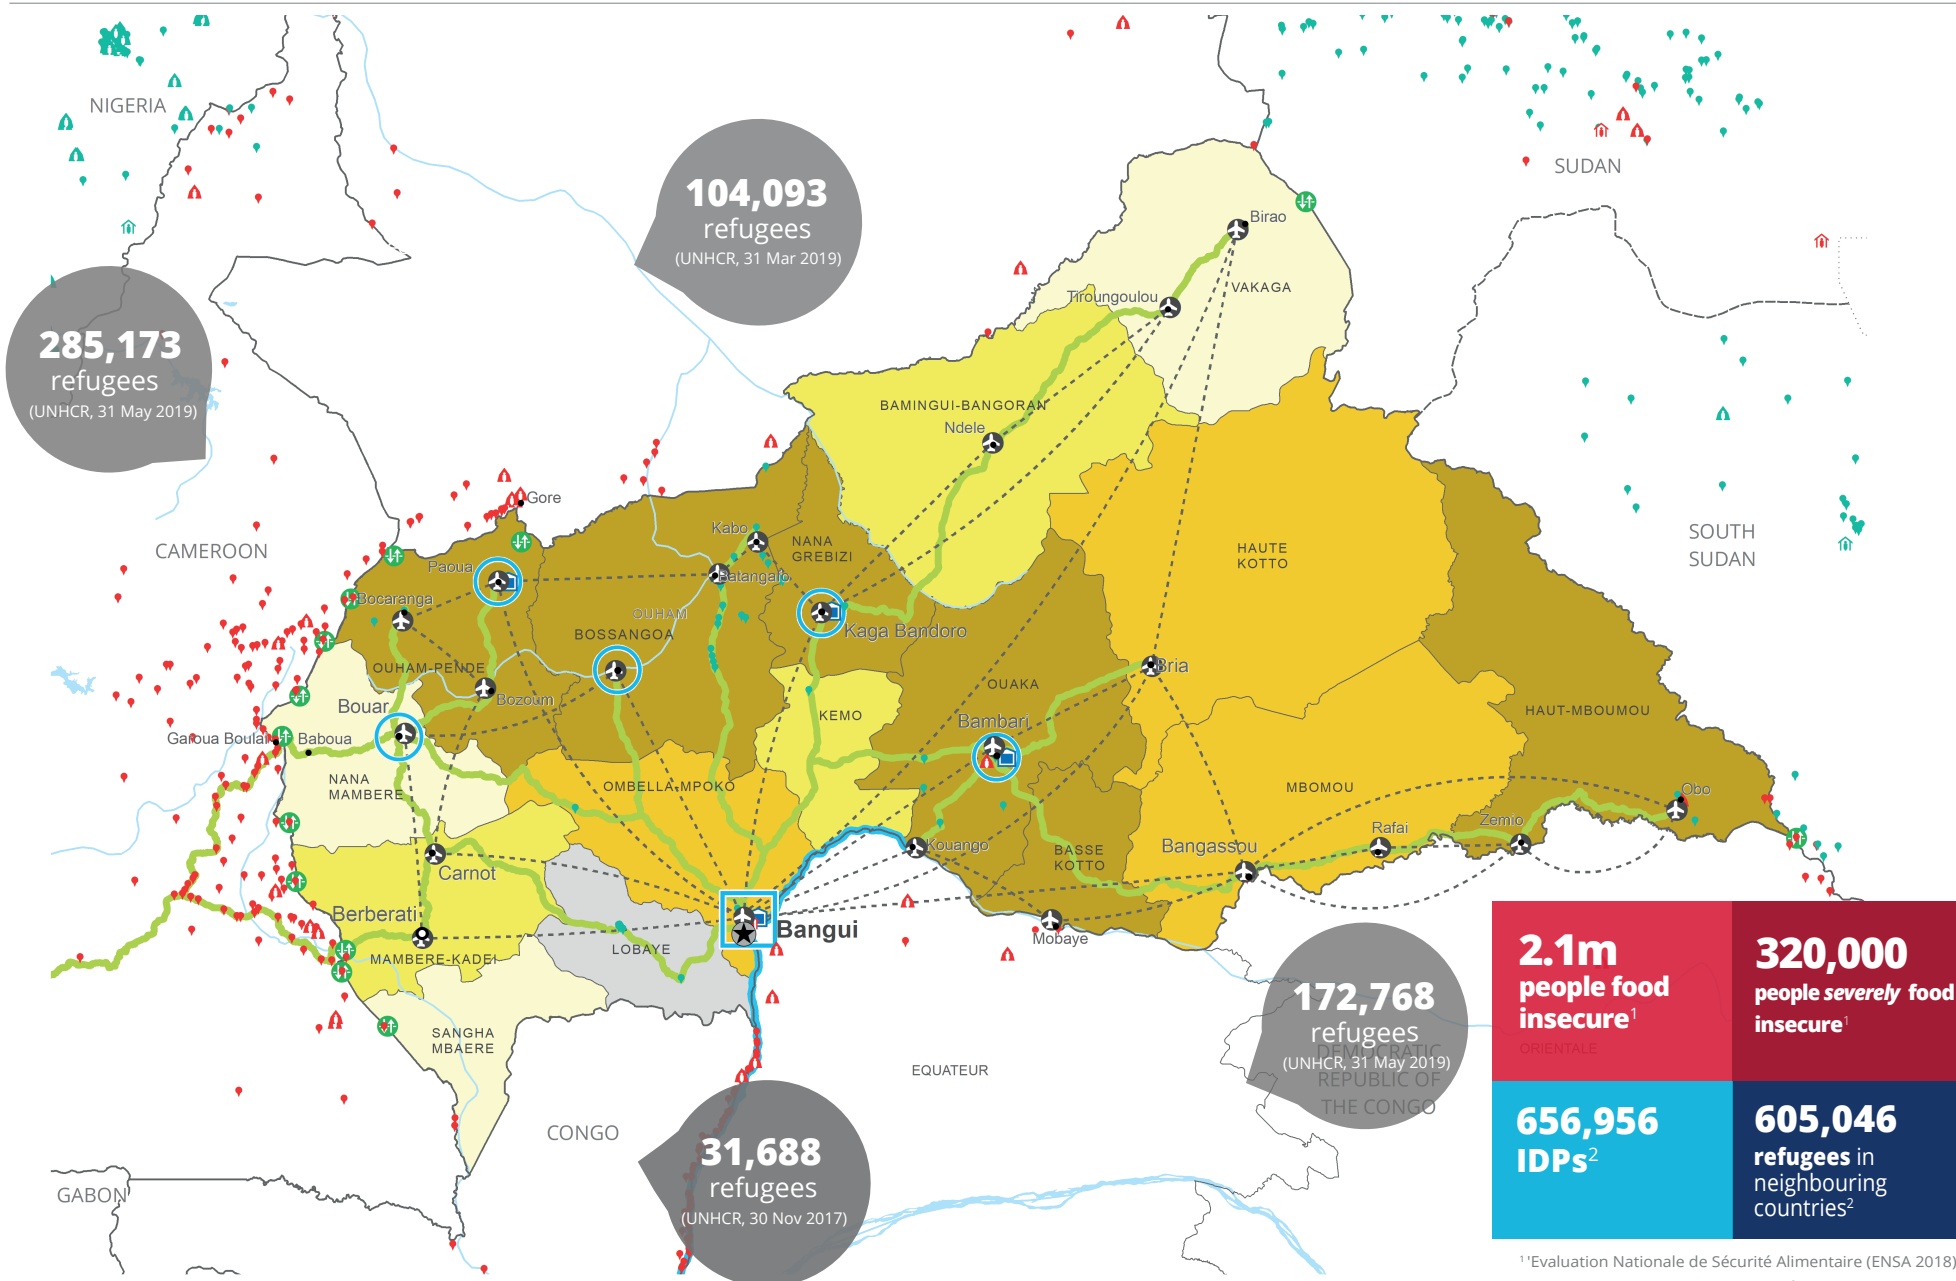 NIGERIA
SUDAN
104,093
refugees
(UNHCR, 31 Mar 2019)
Birao
VAKAGA
Tiroungoulou
285,173
refugees
(UNHCR, 31 May 2019)
BAMINGUI-BANGORAN
Ndele
Gore
CAMEROON
SOUTH
SUDAN
Kabo
NANA
GREBIZI
HAUTE
KOTTO
Paoua
Batangafo
Bocaranga
OUHAM
BOSSANGOA
Kaga Bandoro
OUHAM-PENDE
Bria
OUAKA
Bozoum
Bouar
KEMO
Bambari
HAUT-MBOUMOU
Garoua Boulai
Baboua
NANA
MAMBERE
OMBELLA-MPOKO
MBOMOU
Obo
Zemio
Rafai
Kouango
BASSE
KOTTO
Bangassou
Carnot
Berberati
Bangui
LOBAYE
MAMBERE-KADEI
Mobaye
SANGHA
MBAERE
EQUATEUR
172,768
refugees
(UNHCR, 31 May 2019)
DEMOCRATIC
REPUBLIC OF
THE CONGO
2.1m
people food
insecure1
ORIENTALE
320,000
people severely food
insecure1
656,956
IDPs2
605,046
refugees in
neighbouring
countries2
CONGO
31,688
refugees
(UNHCR, 30 Nov 2017)
GABON
1 'Evaluation Nationale de Sécurité Alimentaire (ENSA 2018)